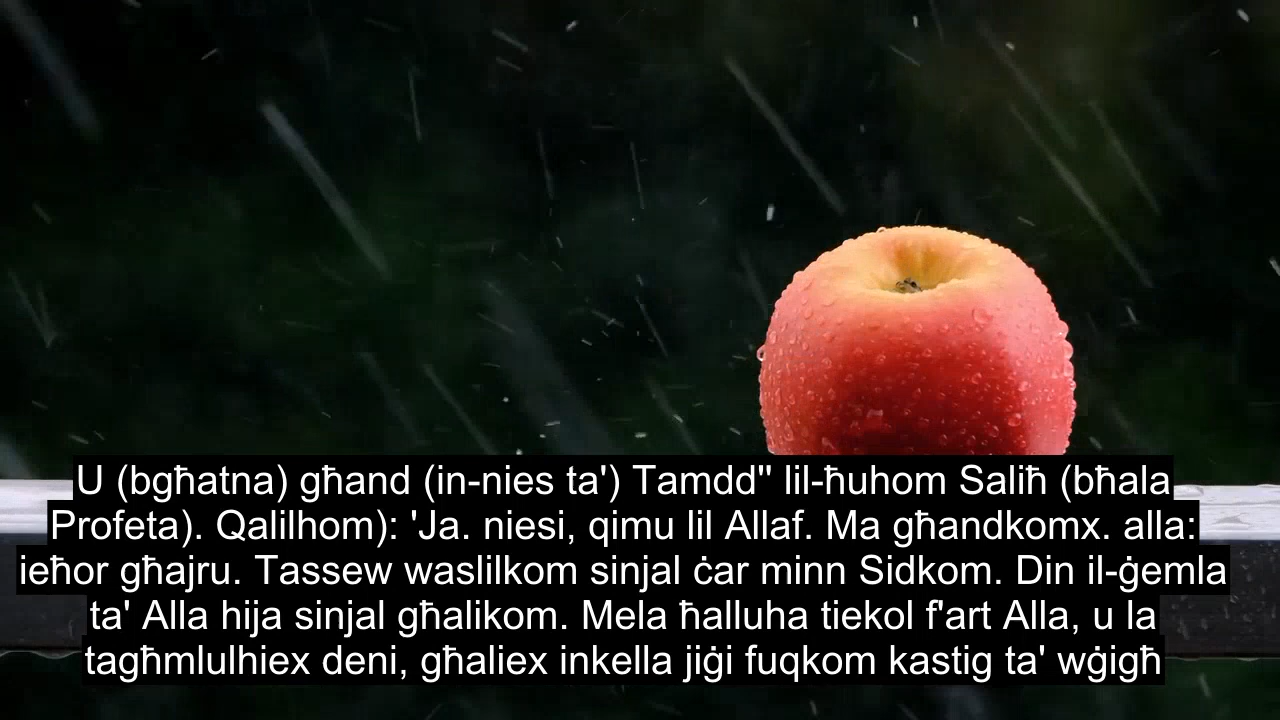 U (bgħatna) għand (in-nies ta') Tamdd'' lil-ħuhom Saliħ (bħala
Profeta). Qalilhom): 'Ja. niesi, qimu lil Allaf. Ma għandkomx. alla:
ieħor għajru. Tassew waslilkom sinjal ċar minn Sidkom. Din il-ġemla
ta' Alla hija sinjal għalikom. Mela ħalluha tiekol f'art Alla, u la
tagħmlulhiex deni, għaliex inkella jiġi fuqkom kastig ta' wġigħ